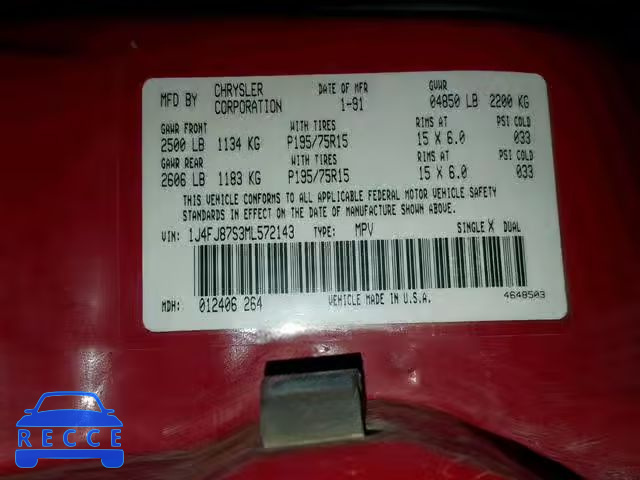 MFD BY CHRYSLER CORPORATION DATE OF MFR 1-91 GVWR 04850 LB 2200 KG
GAWR FRONT WITH TIRES RIMS AT PSI COLD
2500 LB 1134 KG P195/75R15 15 X 6.0 033
GAWR REAR WITH TIRES RIMS AT PSI COLD
2606 LB 1183 KG P195/75R15 15 X 6.0 033
THIS VEHICLE CONFORMS TO ALL APPLICABLE FEDERAL MOTOR VEHICLE SAFETY
STANDARDS IN EFFECT ON THE DATE OF MANUFACTURE SHOWN ABOVE.
VIN: 1J4FJ87S3ML572143 TYPE: MPV SINGLE X DUAL
MDH: 012406 264 VEHICLE MADE IN U.S.A. 4648503
RECCE